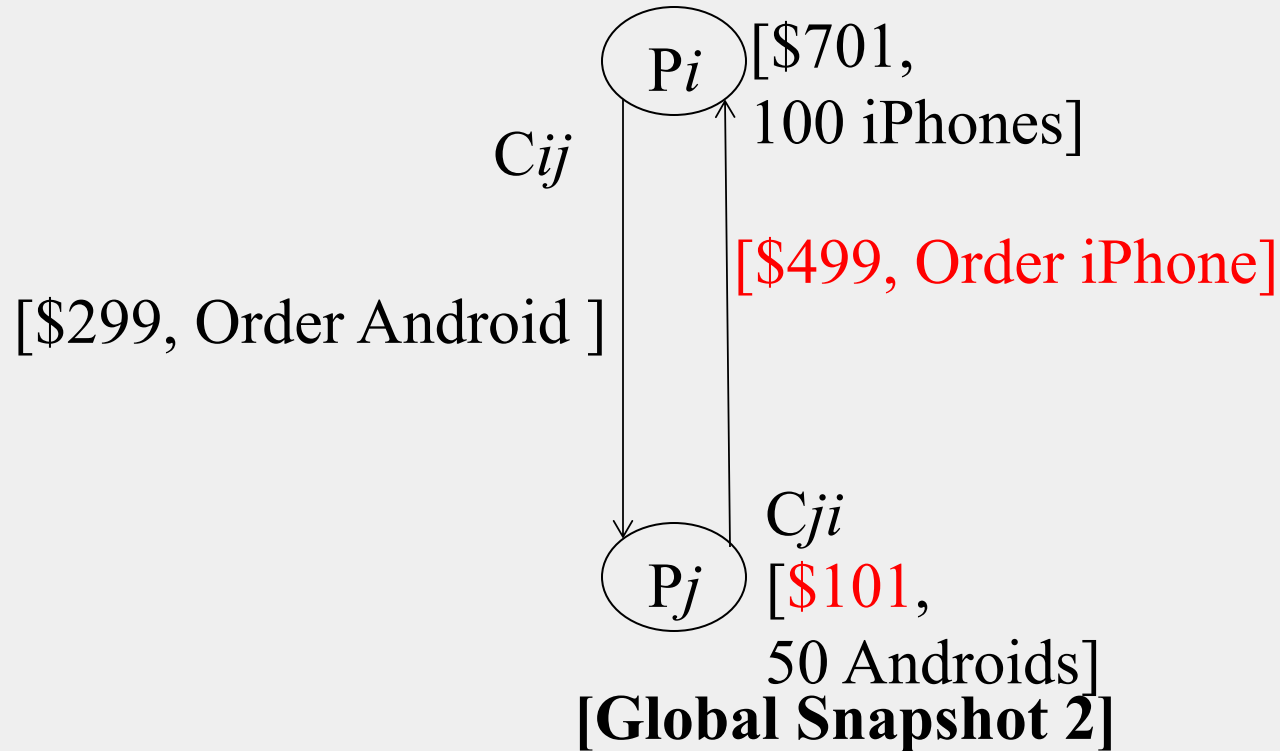 Pi
[$701,
100 iPhones]
Cij
[$499, Order iPhone]
[$299, Order Android ]
Cji
Pj
[$101,
50 Androids]
[Global Snapshot 2]